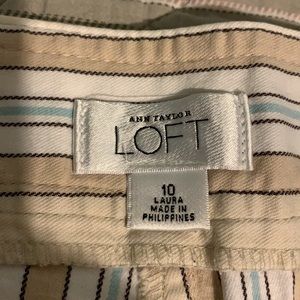 ANN TAYLOR
LOFT
10
LAURA
MADE IN
PHILIPPINES